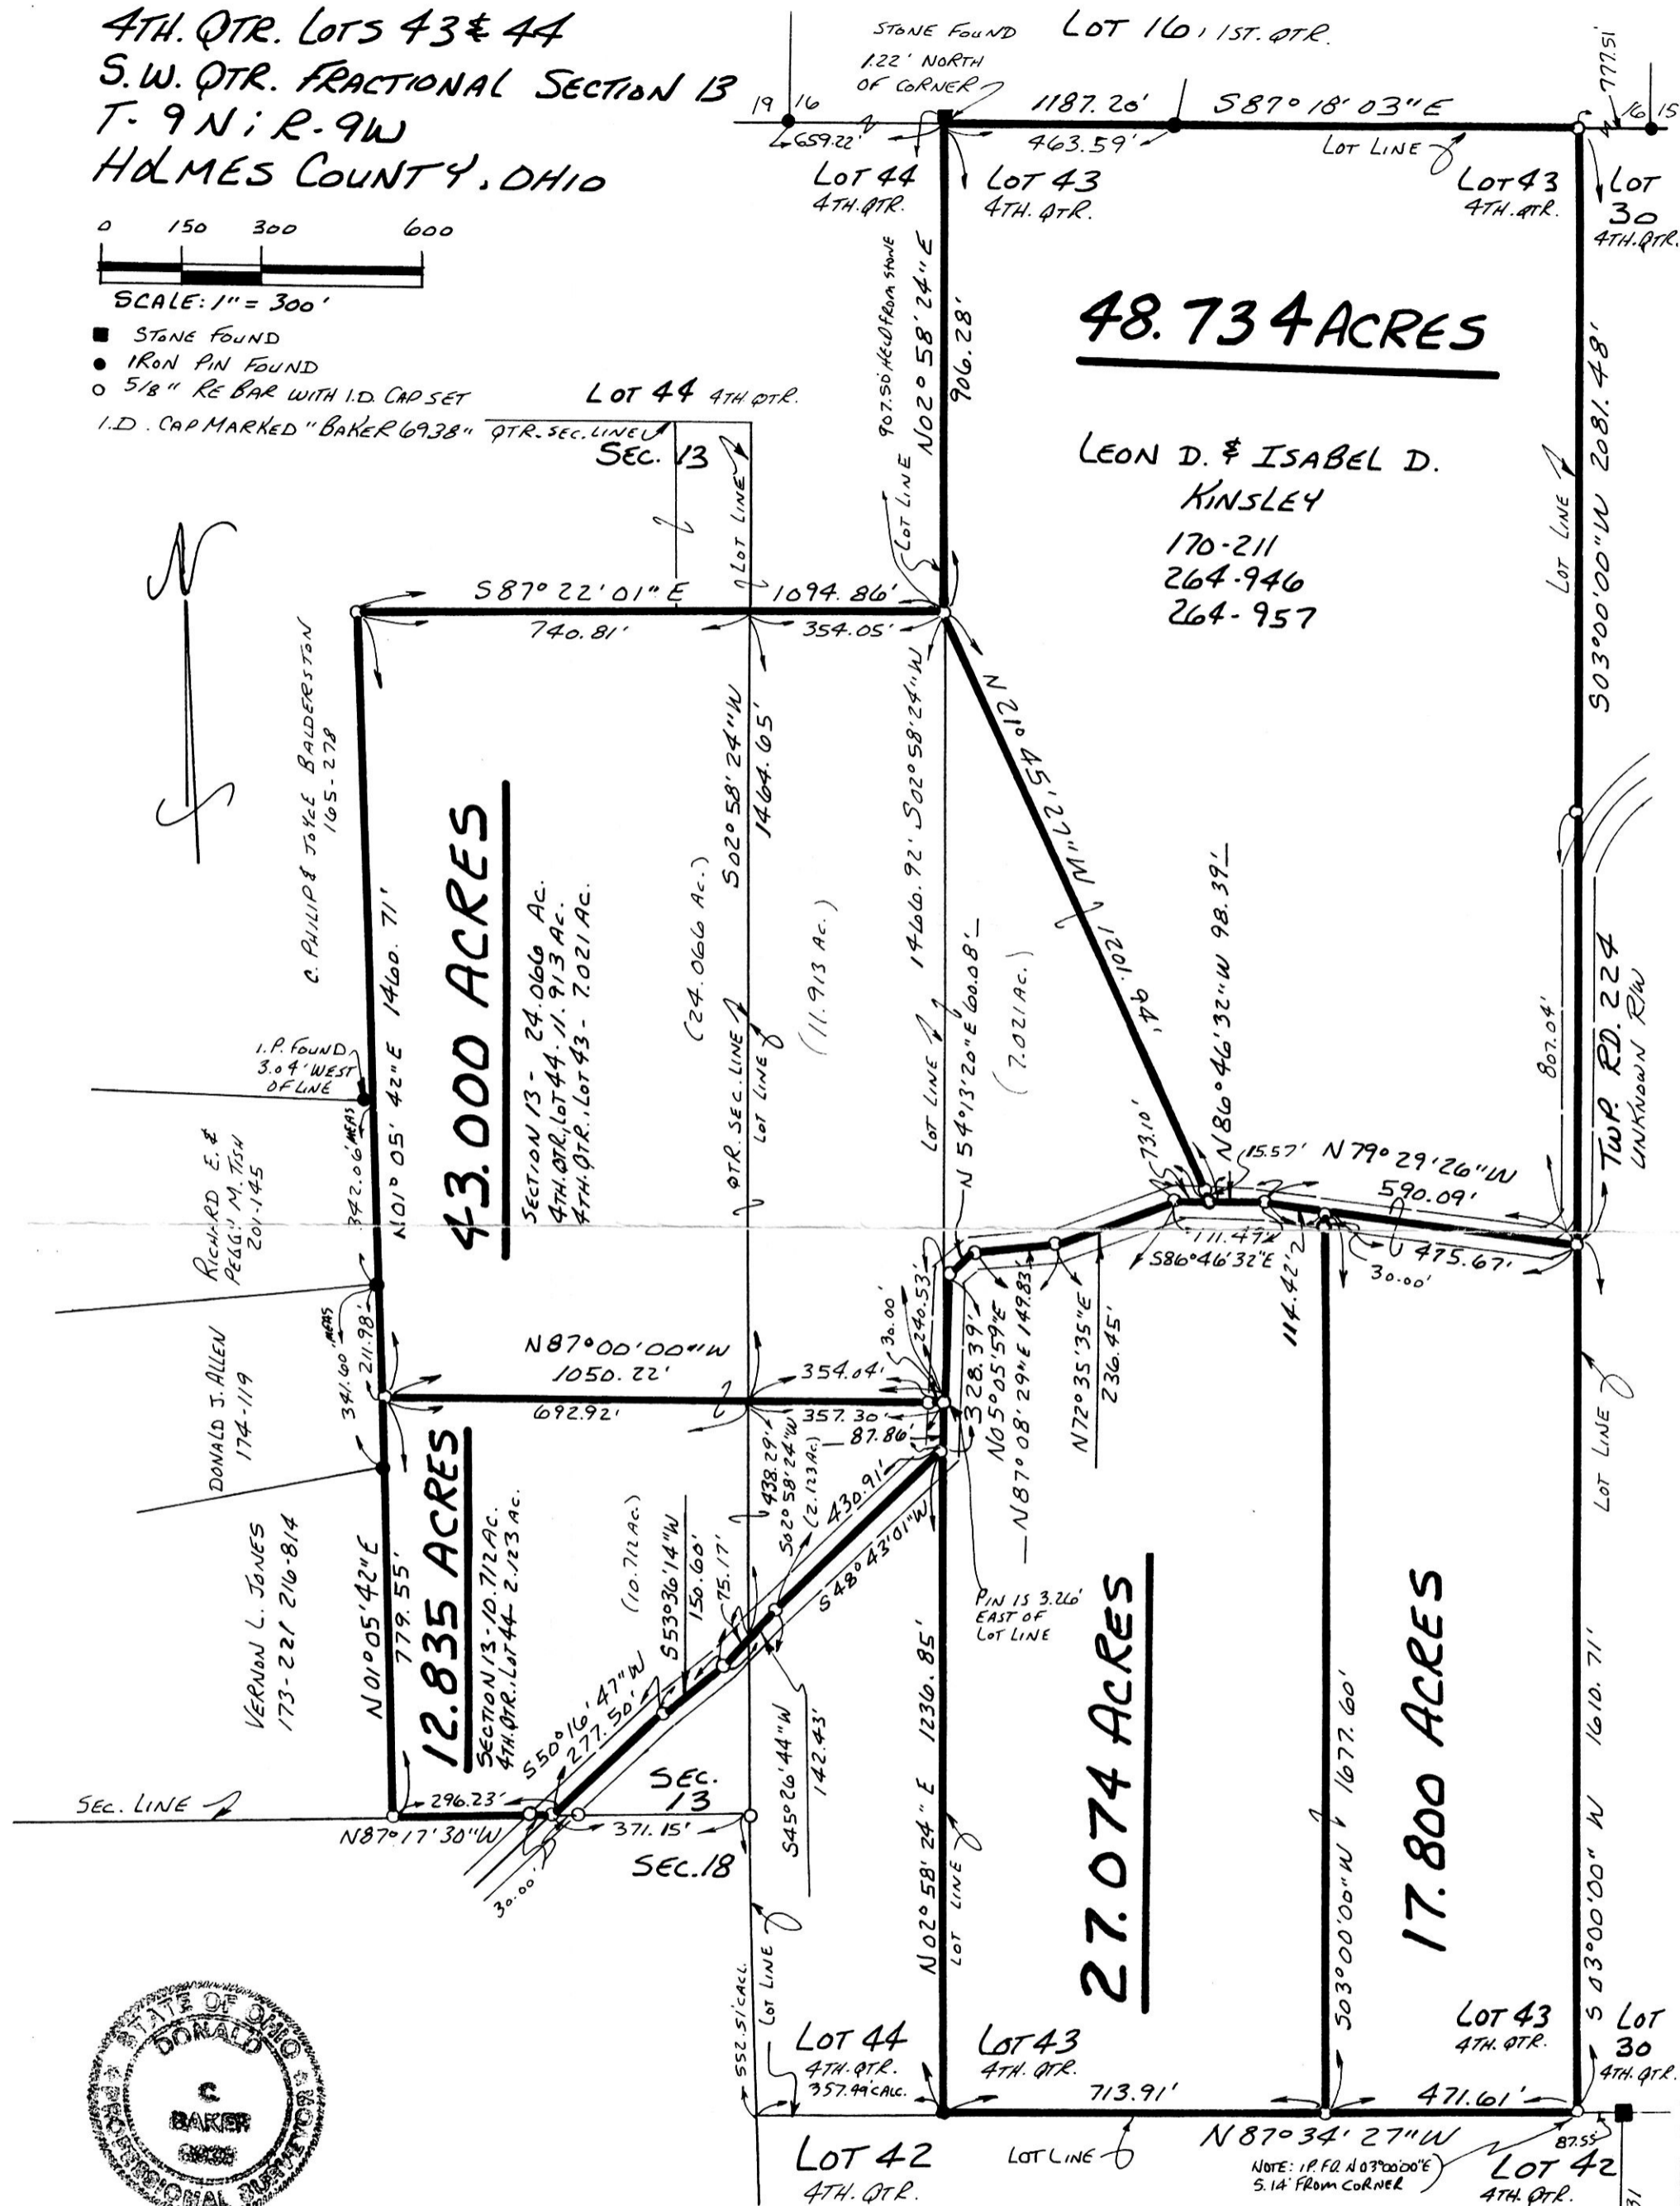 4TH. QTR. LOTS 43 & 44
S.W. QTR. FRACTIONAL SECTION 13
T- 9 N; R-9W
HOLMES COUNTY, OHIO
0 150 300 600
SCALE: 1" = 300'
STONE FOUND
IRON PIN FOUND
5/8" RE BAR WITH I.D. CAP SET
I.D. CAP MARKED "BAKER 6938"
STONE FOUND
1.22' NORTH
OF CORNER
LOT 16, 1ST. QTR.
19 16
659.22'
1187.20'
S87° 18' 03" E
463.59'
LOT LINE
777.51'
16 15
LOT 44
4TH. QTR.
LOT 43
4TH. QTR.
LOT 43
4TH. QTR.
LOT
30
4TH. QTR.
907.50 HELD FROM STONE
N02° 58' 24" E
906.28'
LOT LINE
48.734 ACRES
LEON D. & ISABEL D.
KINSLEY
170-211
264-946
264-957
LOT LINE
S03°00'00"W 2081.48'
LOT 44 4TH QTR.
QTR. SEC. LINE
SEC. 13
LOT LINE
N
S87° 22' 01" E
1094.86'
740.81'
354.05'
C. PHILIP & JOYCE BALDERSTON
165-278
N01° 05' 42" E 1460.71'
43.000 ACRES
SECTION 13 - 24.066 AC.
4TH. QTR., LOT 44 - 11.913 AC.
4TH. QTR., LOT 43 - 7.021 AC.
(24.066 AC.)
S02° 58' 24" W
1464.65'
QTR. SEC. LINE
LOT LINE
(11.913 AC.)
1466.92' S02° 58' 24" W
LOT LINE
N 54°13'20"E 60.08'
(7.021 AC.)
N 21° 45' 27" W
1201.94'
N86°46'32"W 98.39'
73.10'
15.57'
N79°29'26"W
590.09'
111.49'
S86°46'32"E
114.42'
475.67'
30.00'
807.04'
TWP. RD. 224
UNKNOWN R/W
I.P. FOUND
3.04' WEST
OF LINE
RICHARD E. &
PEGGY M. TISH
201-145
342.06' MEAS
DONALD J. ALLEN
174-119
341.60' MEAS
211.98'
N87°00'00"W
1050.22'
692.92'
354.04'
357.30'
87.86'
30.00'
240.53'
328.39'
N05°05'59"E
N87° 08' 29" E 149.83'
N72°35'35"E
236.45'
LOT LINE
VERNON L. JONES
173-221 216-814
N01° 05' 42" E
779.55'
12.835 ACRES
SECTION 13 - 10.712 AC.
4TH. QTR., LOT 44 - 2.123 AC.
(10.712 AC.)
S53°36'14"W
150.60'
75.17'
438.29'
S02° 58' 24" W
(2.123 AC.)
430.91'
S 48° 43' 01" W
S50°16'47"W
277.50'
PIN IS 3.26'
EAST OF
LOT LINE
27.074 ACRES
17.800 ACRES
SEC. LINE
296.23'
N87°17'30"W
SEC.
13
371.15'
SEC. 18
30.00'
S45°26'44"W
142.43'
N02° 58' 24" E 1236.85'
LOT LINE
S03°00'00"W 1677.60'
S 03°00'00" W 1610.71'
552.51' CALC.
LOT LINE
LOT 44
4TH. QTR.
357.99' CALC.
LOT 43
4TH. QTR.
LOT 43
4TH. QTR.
LOT
30
4TH. QTR.
713.91'
471.61'
N 87° 34' 27" W
87.55'
LOT LINE
LOT 42
4TH. QTR.
NOTE: I.P. FD. N 03°00'00"E
5.14' FROM CORNER
LOT 42
4TH. QTR.
31
STATE OF OHIO
DONALD
C.
BAKER
PROFESSIONAL SURVEYOR